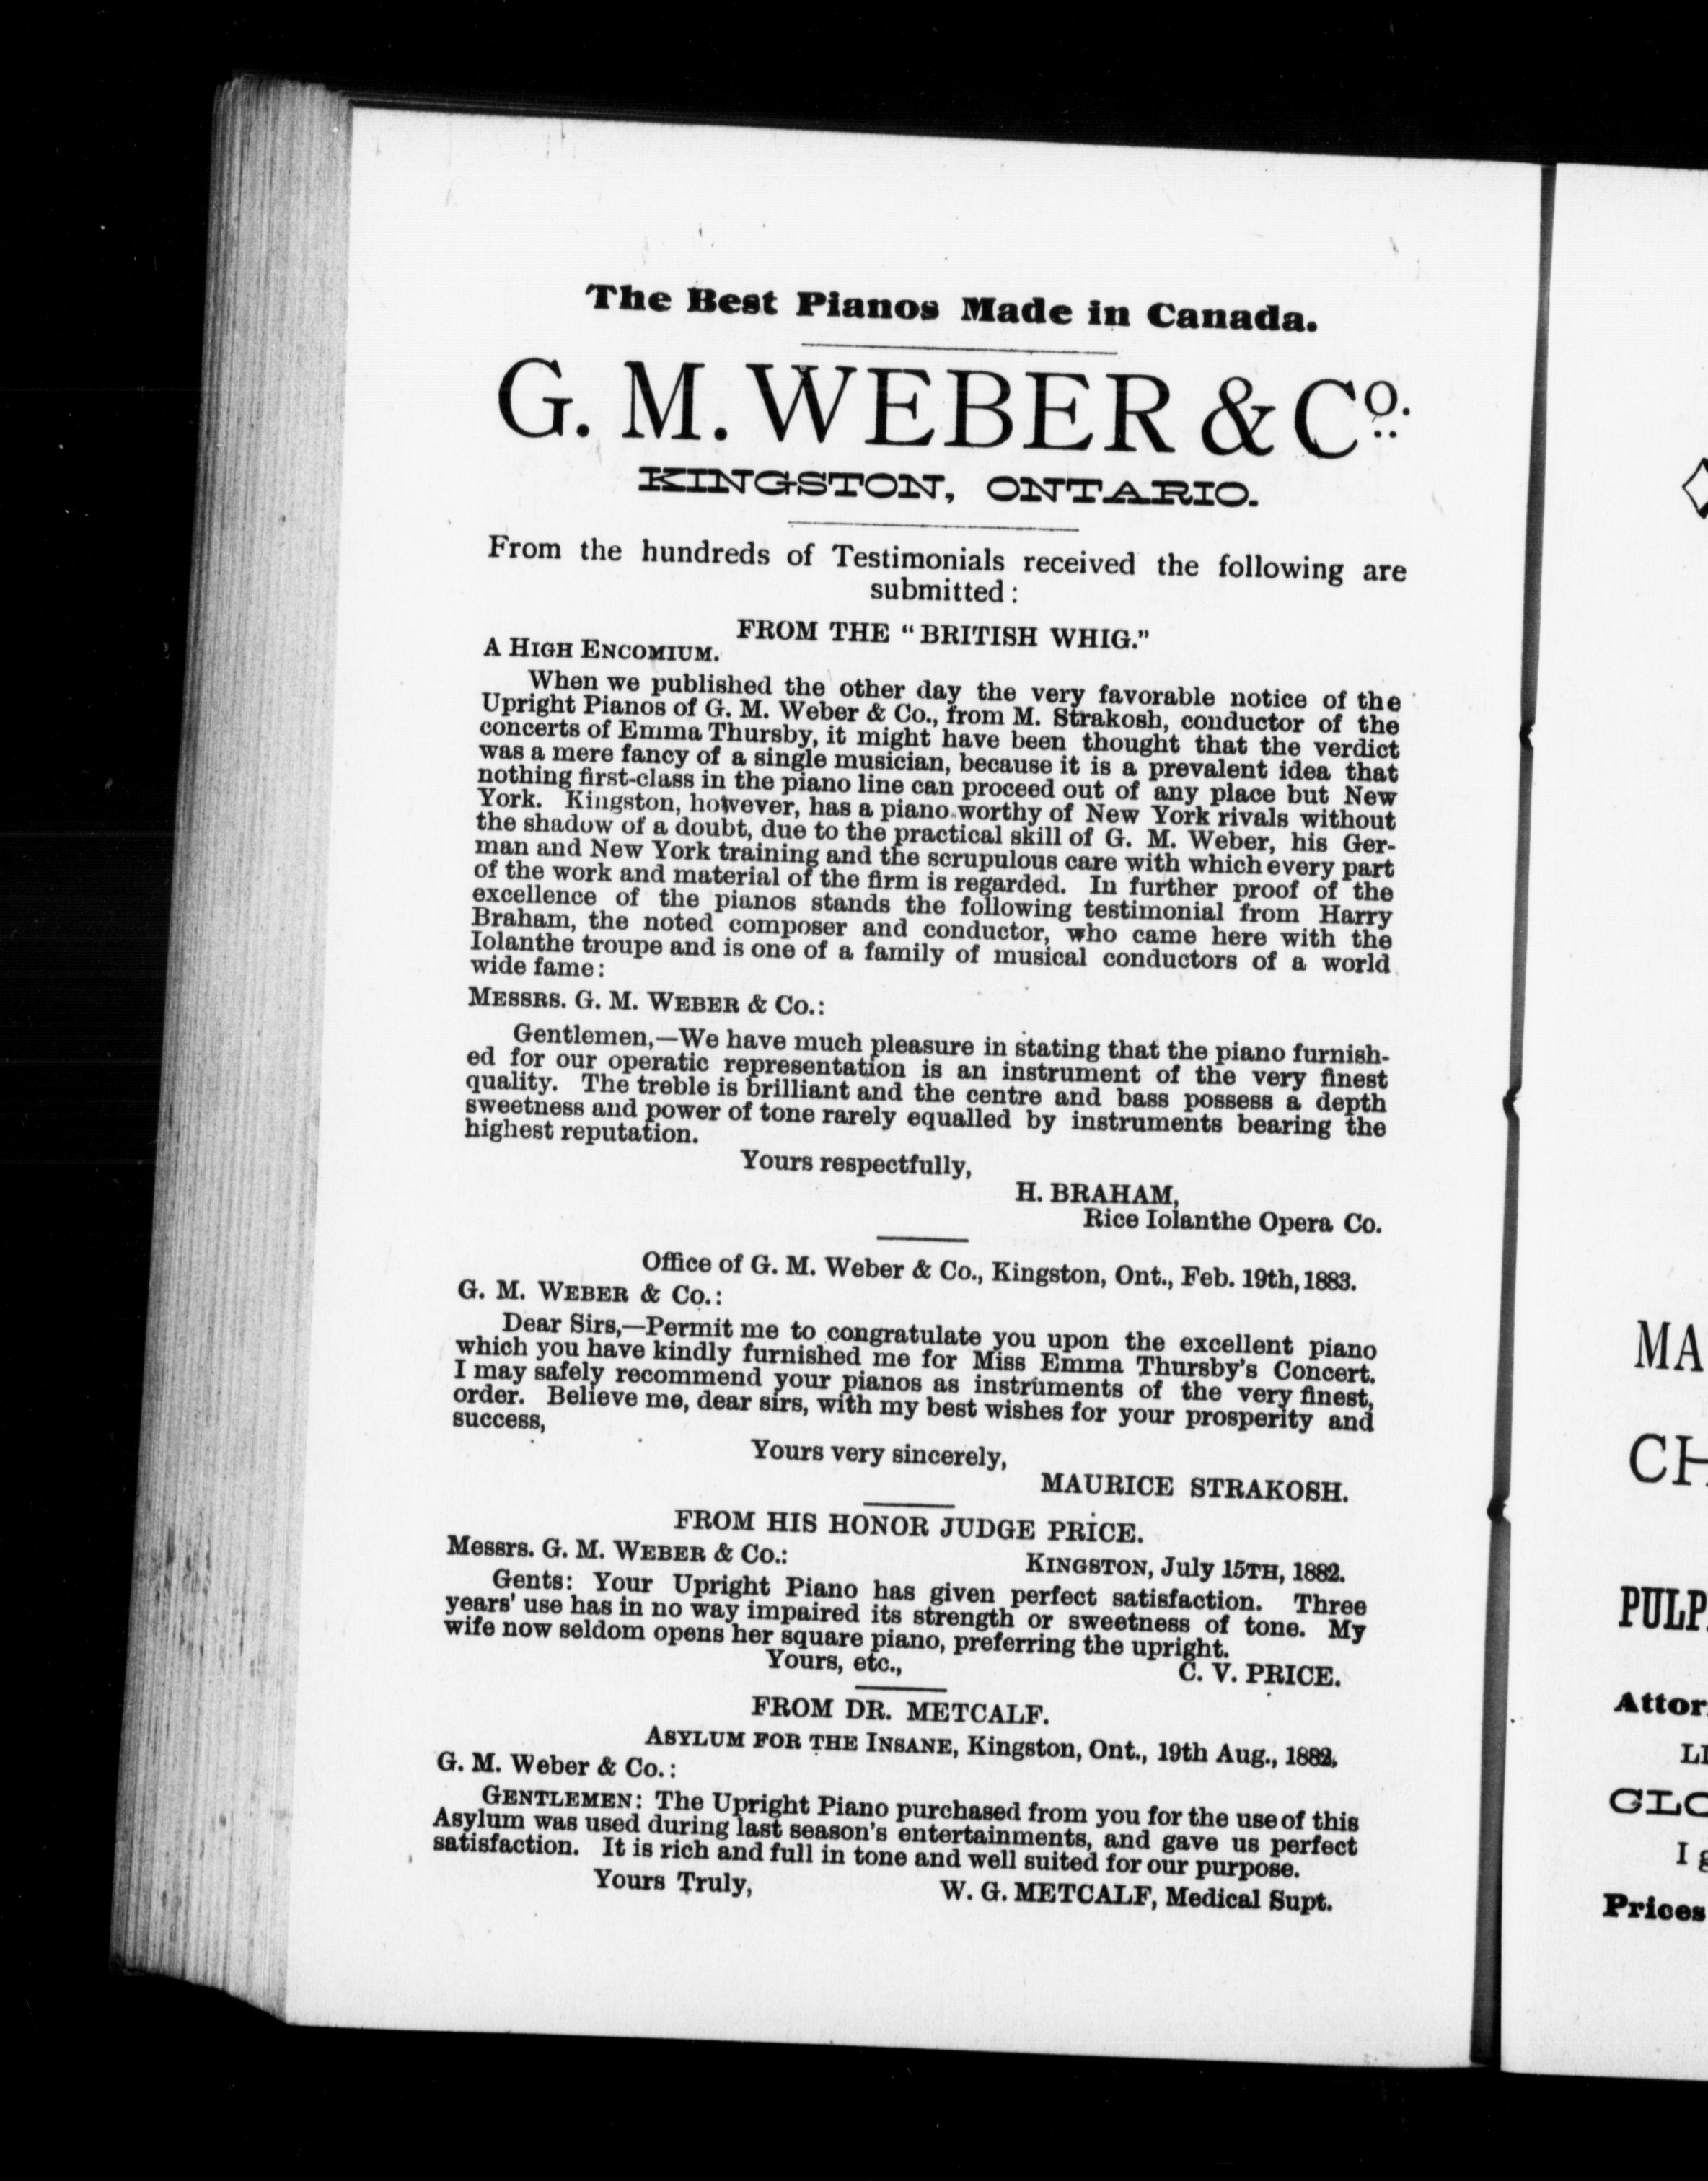 The Best Pianos Made in Canada.
G. M. WEBER & Co.
KINGSTON, ONTARIO.
From the hundreds of Testimonials received the following are
submitted :
FROM THE "BRITISH WHIG."
A HIGH ENCOMIUM.
When we published the other day the very favorable notice of the
Upright Pianos of G. M. Weber & Co., from M. Strakosh, conductor of the
concerts of Emma Thursby, it might have been thought that the verdict
was a mere fancy of a single musician, because it is a prevalent idea that
nothing first-class in the piano line can proceed out of any place but New
York. Kingston, however, has a piano worthy of New York rivals without
the shadow of a doubt, due to the practical skill of G. M. Weber, his Ger-
man and New York training and the scrupulous care with which every part
of the work and material of the firm is regarded. In further proof of the
excellence of the pianos stands the following testimonial from Harry
Braham, the noted composer and conductor, who came here with the
Iolanthe troupe and is one of a family of musical conductors of a world
wide fame:
MESSRS. G. M. WEBER & Co.:
Gentlemen,—We have much pleasure in stating that the piano furnish-
ed for our operatic representation is an instrument of the very finest
quality. The treble is brilliant and the centre and bass possess a depth
sweetness and power of tone rarely equalled by instruments bearing the
highest reputation.
Yours respectfully,
H. BRAHAM,
Rice Iolanthe Opera Co.
Office of G. M. Weber & Co., Kingston, Ont., Feb. 19th, 1883.
G. M. WEBER & Co.:
Dear Sirs,—Permit me to congratulate you upon the excellent piano
which you have kindly furnished me for Miss Emma Thursby's Concert.
I may safely recommend your pianos as instruments of the very finest,
order. Believe me, dear sirs, with my best wishes for your prosperity and
success,
Yours very sincerely,
MAURICE STRAKOSH.
FROM HIS HONOR JUDGE PRICE.
Messrs. G. M. WEBER & Co.: KINGSTON, July 15TH, 1882.
Gents: Your Upright Piano has given perfect satisfaction. Three
years' use has in no way impaired its strength or sweetness of tone. My
wife now seldom opens her square piano, preferring the upright.
Yours, etc., C. V. PRICE.
FROM DR. METCALF.
ASYLUM FOR THE INSANE, Kingston, Ont., 19th Aug., 1882.
G. M. Weber & Co.:
GENTLEMEN: The Upright Piano purchased from you for the use of this
Asylum was used during last season's entertainments, and gave us perfect
satisfaction. It is rich and full in tone and well suited for our purpose.
Yours Truly, W. G. METCALF, Medical Supt.
MA
CH
PULP
Attor
LI
GLO
I g
Prices